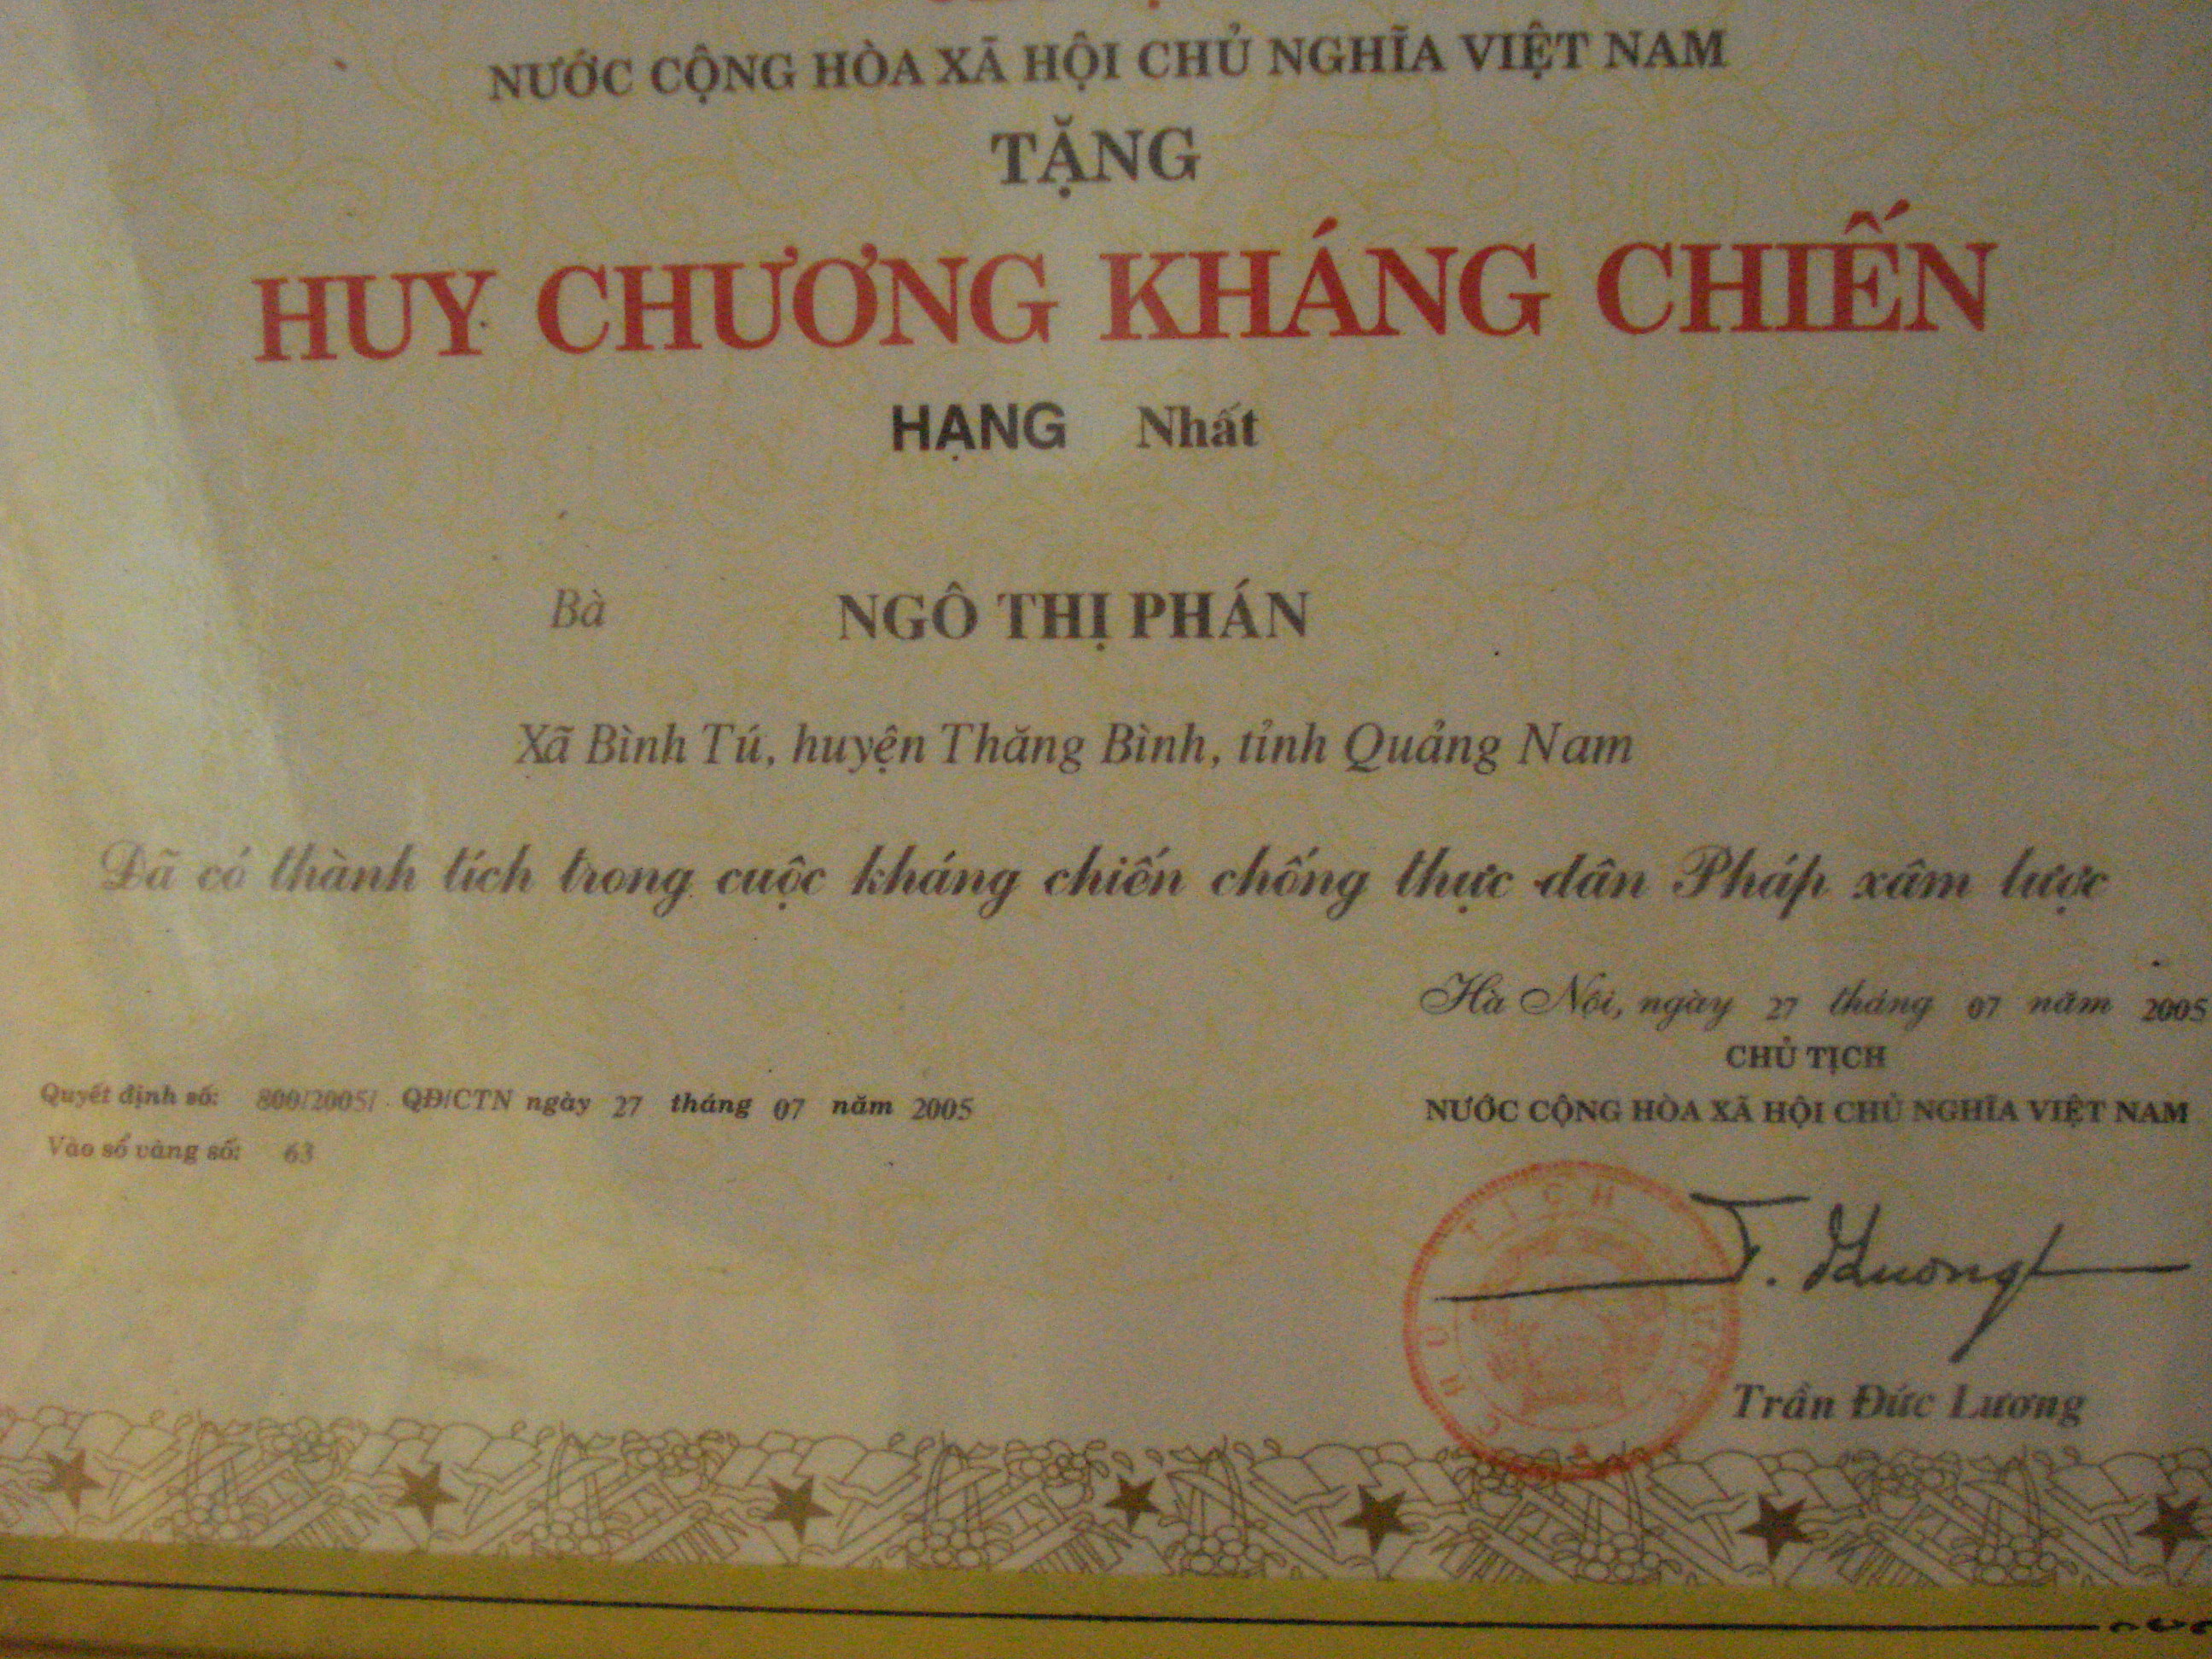 NƯỚC CỘNG HÒA XÃ HỘI CHỦ NGHĨA VIỆT NAM
TẶNG
HUY CHƯƠNG KHÁNG CHIẾN
HẠNG Nhất
Bà NGÔ THỊ PHÁN
Xã Bình Tú, huyện Thăng Bình, tỉnh Quảng Nam
Đã có thành tích trong cuộc kháng chiến chống thực dân Pháp xâm lược
Hà Nội, ngày 27 tháng 07 năm 2005
CHỦ TỊCH
NƯỚC CỘNG HÒA XÃ HỘI CHỦ NGHĨA VIỆT NAM
Quyết định số: 800/2005/ QĐ/CTN ngày 27 tháng 07 năm 2005
Vào sổ vàng số: 63
CHỦ TỊCH NƯỚC
T. Đ Luong
Trần Đức Lương